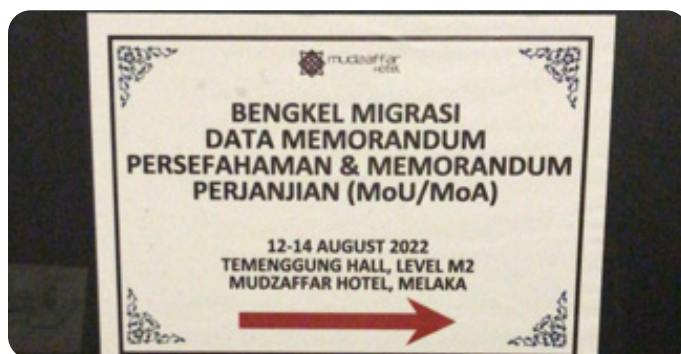 mudzaffar
HOTEL
BENGKEL MIGRASI
DATA MEMORANDUM
PERSEFAHAMAN & MEMORANDUM
PERJANJIAN (MoU/MoA)
12-14 AUGUST 2022
TEMENGGUNG HALL, LEVEL M2
MUDZAFFAR HOTEL, MELAKA